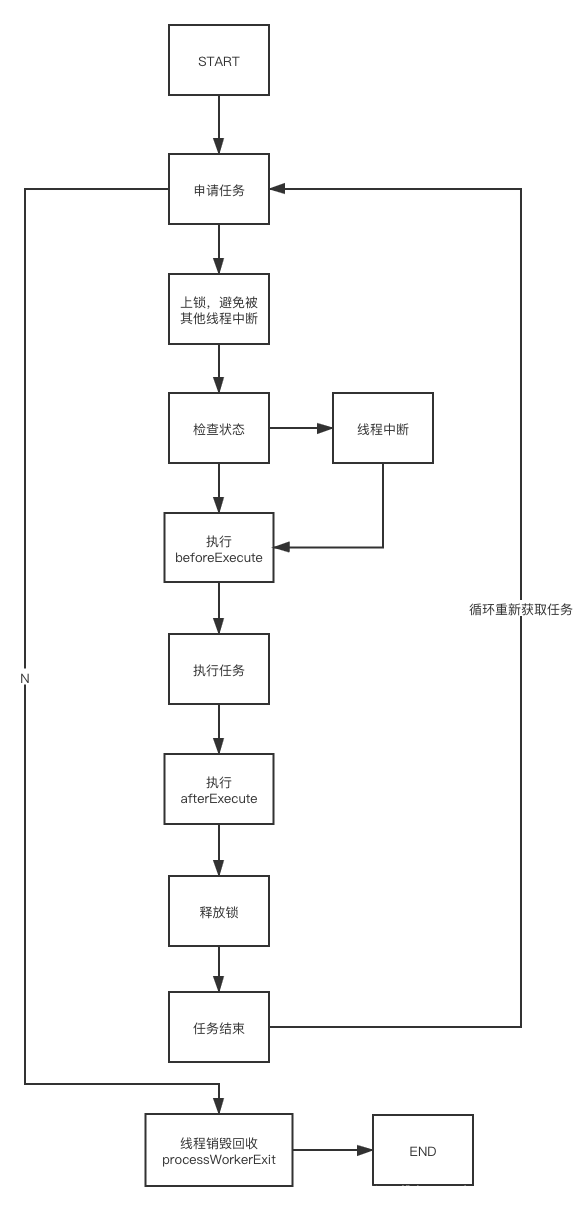 START
申请任务
上锁，避免被
其他线程中断
检查状态
线程中断
执行
beforeExecute
循环重新获取任务
执行任务
N
执行
afterExecute
释放锁
任务结束
线程销毁回收
processWorkerExit
END